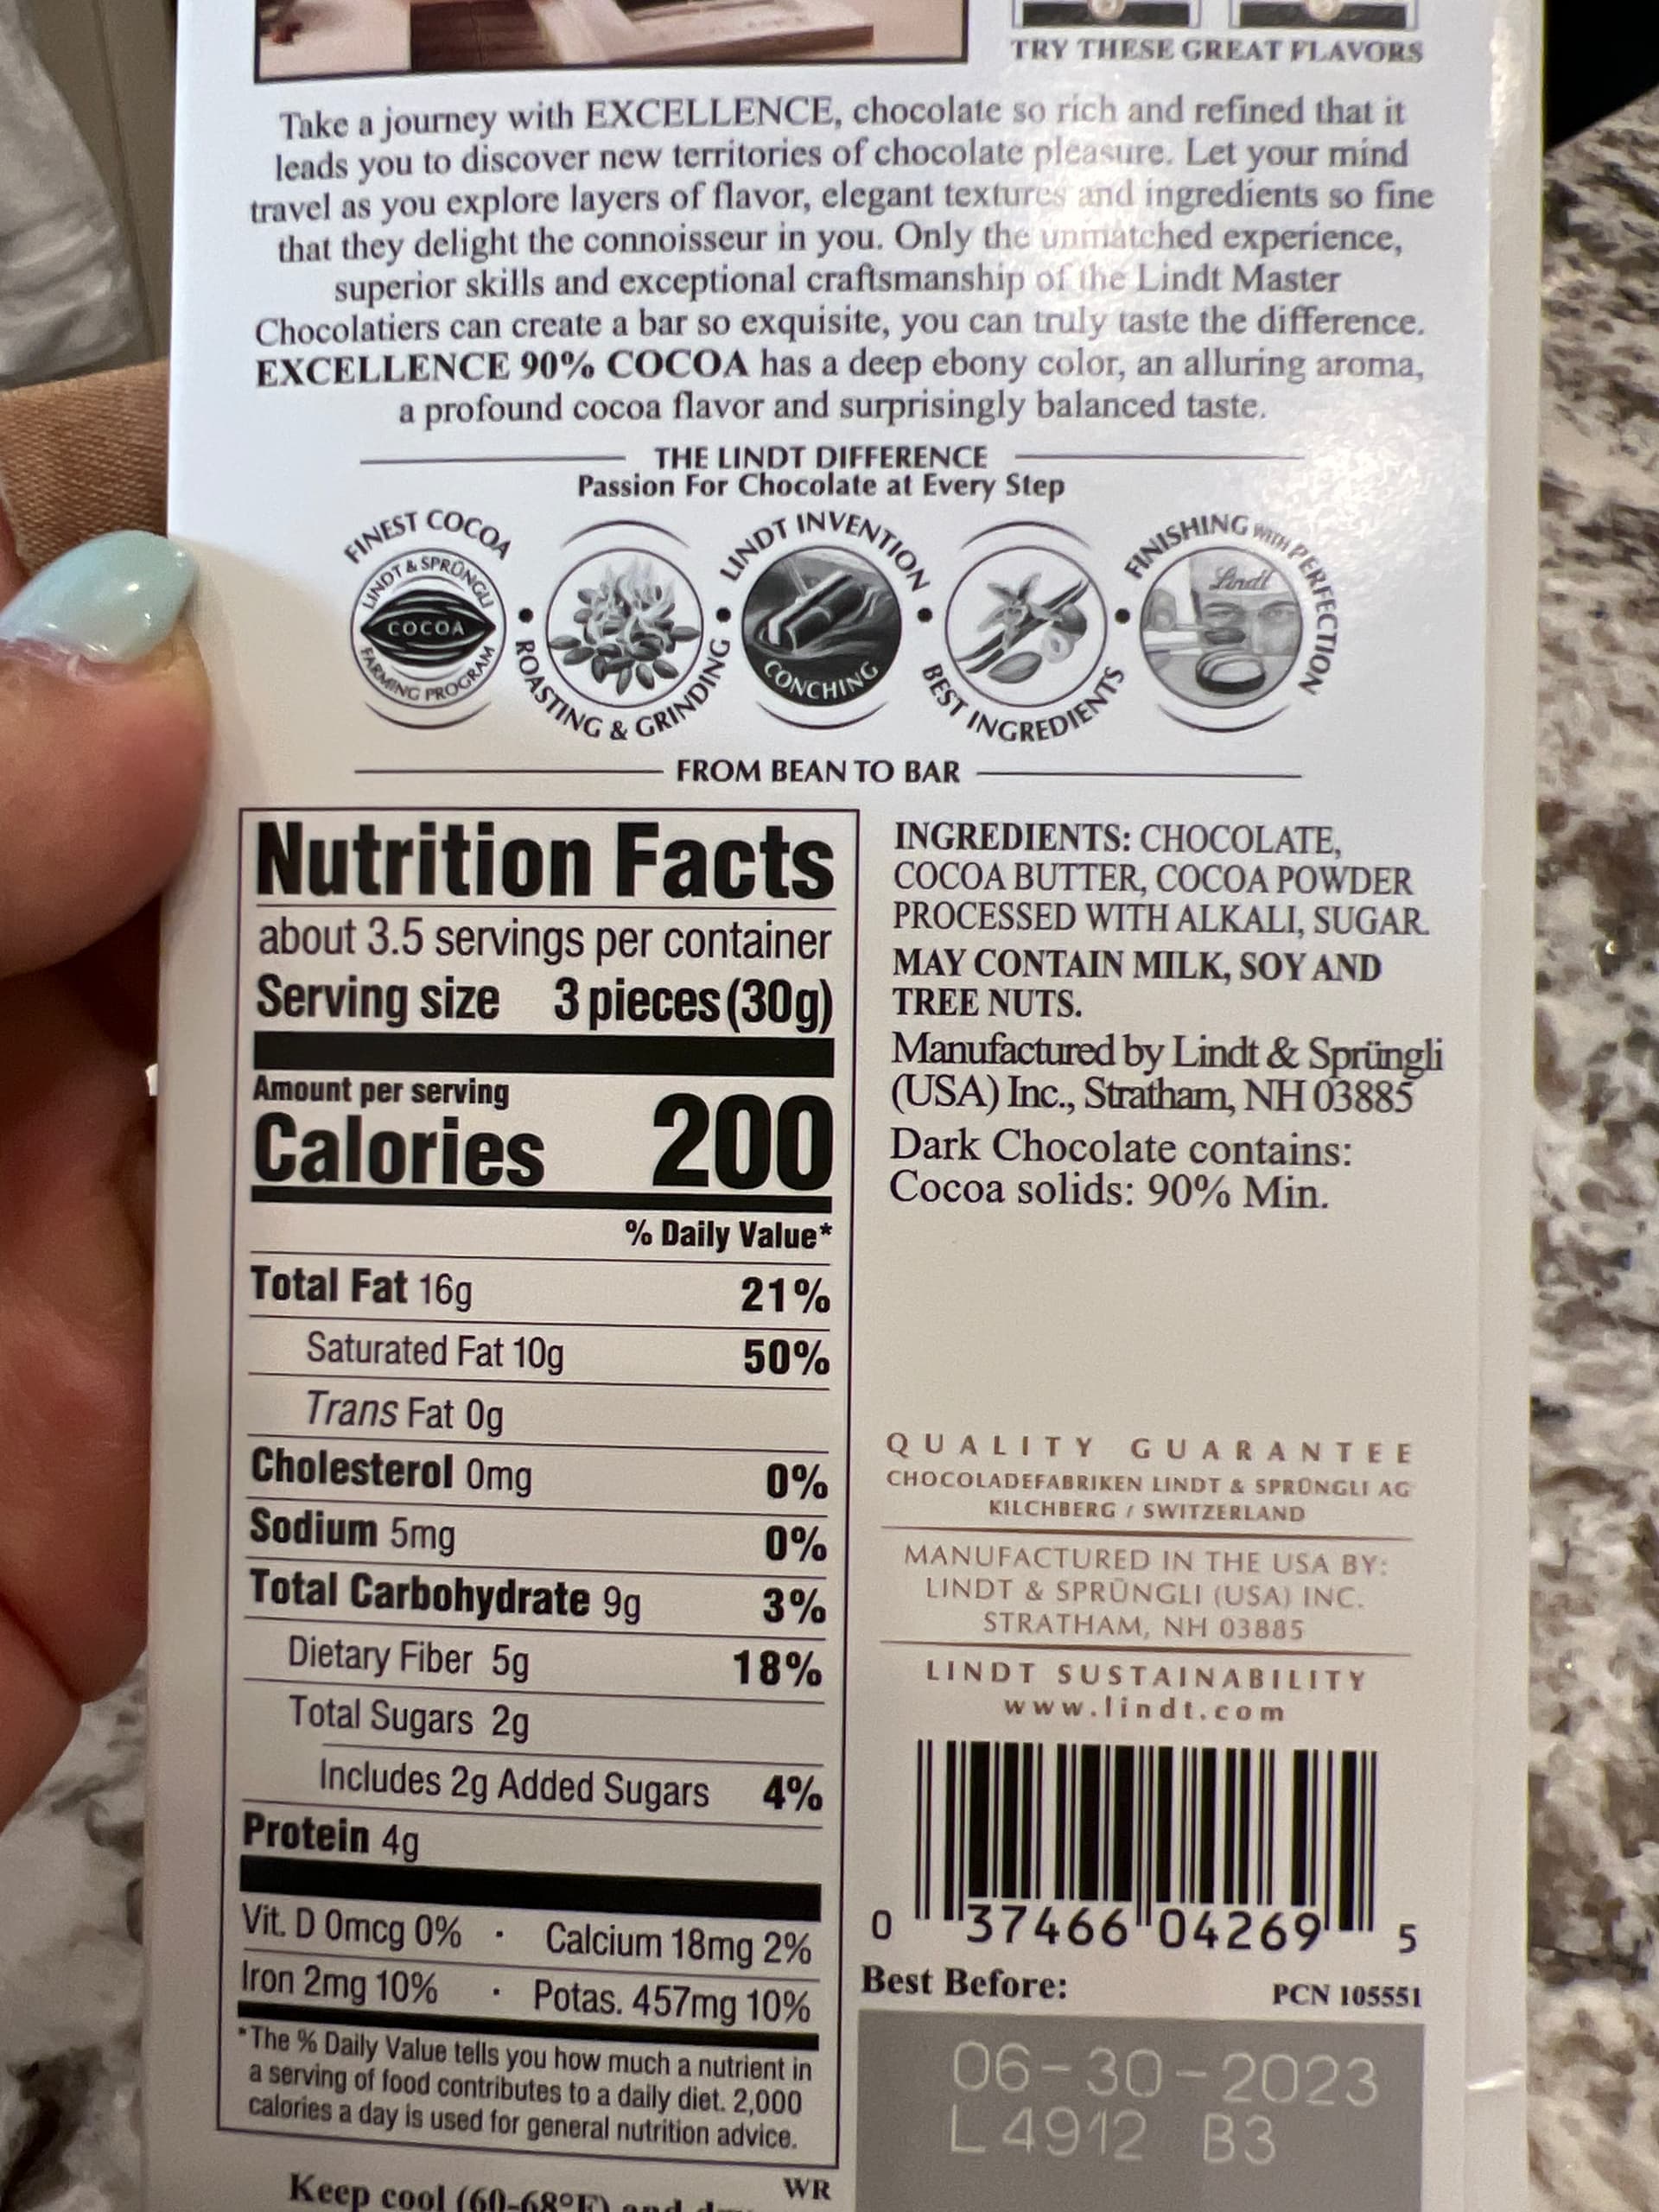 TRY THESE GREAT FLAVORS
Take a journey with EXCELLENCE, chocolate so rich and refined that it
leads you to discover new territories of chocolate pleasure. Let your mind
travel as you explore layers of flavor, elegant textures and ingredients so fine
that they delight the connoisseur in you. Only the unmatched experience,
superior skills and exceptional craftsmanship of the Lindt Master
Chocolatiers can create a bar so exquisite, you can truly taste the difference.
EXCELLENCE 90% COCOA has a deep ebony color, an alluring aroma,
a profound cocoa flavor and surprisingly balanced taste.
THE LINDT DIFFERENCE
Passion For Chocolate at Every Step
FINEST COCOA
LINDT & SPRÜNGLI
COCOA
FARMING PROGRAM
ROASTING & GRINDING
LINDT INVENTION
CONCHING
BEST INGREDIENTS
FINISHING WITH PERFECTION
Lindt
FROM BEAN TO BAR
Nutrition Facts
about 3.5 servings per container
Serving size 3 pieces (30g)
Amount per serving
Calories 200
% Daily Value*
Total Fat 16g 21%
Saturated Fat 10g 50%
Trans Fat 0g
Cholesterol 0mg 0%
Sodium 5mg 0%
Total Carbohydrate 9g 3%
Dietary Fiber 5g 18%
Total Sugars 2g
Includes 2g Added Sugars 4%
Protein 4g
Vit. D 0mcg 0% · Calcium 18mg 2%
Iron 2mg 10% · Potas. 457mg 10%
*The % Daily Value tells you how much a nutrient in
a serving of food contributes to a daily diet. 2,000
calories a day is used for general nutrition advice.
WR
Keep cool (60-68°F) and
INGREDIENTS: CHOCOLATE,
COCOA BUTTER, COCOA POWDER
PROCESSED WITH ALKALI, SUGAR.
MAY CONTAIN MILK, SOY AND
TREE NUTS.
Manufactured by Lindt & Sprüngli
(USA) Inc., Stratham, NH 03885
Dark Chocolate contains:
Cocoa solids: 90% Min.
QUALITY GUARANTEE
CHOCOLADEFABRIKEN LINDT & SPRÜNGLI AG
KILCHBERG / SWITZERLAND
MANUFACTURED IN THE USA BY:
LINDT & SPRÜNGLI (USA) INC.
STRATHAM, NH 03885
LINDT SUSTAINABILITY
www.lindt.com
0 37466 04269 5
Best Before: PCN 105551
06-30-2023
L4912 B3